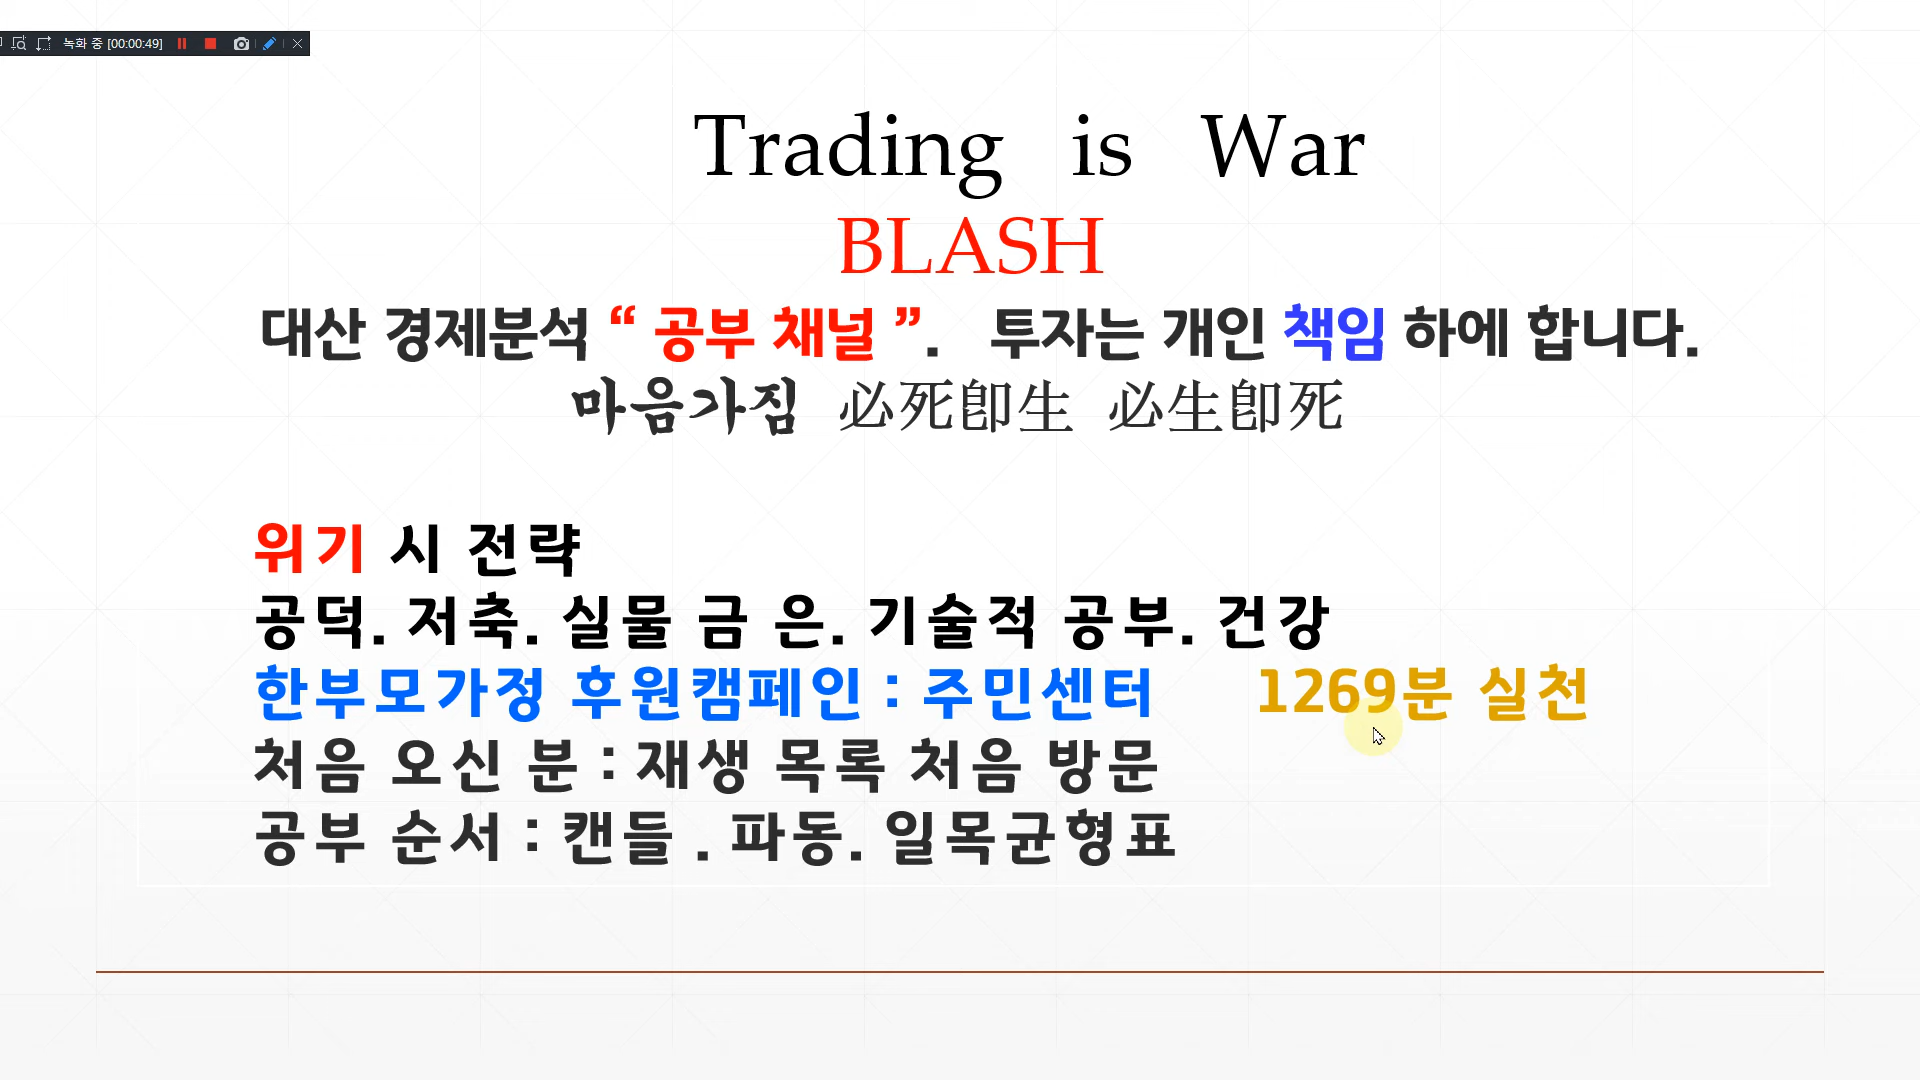 녹화 중 [00:00:49]
Trading is War
BLASH
대산 경제분석 “ 공부 채널 ”. 투자는 개인 책임 하에 합니다.
마음가짐 必死卽生 必生卽死
위기 시 전략
공덕. 저축. 실물 금 은. 기술적 공부. 건강
한부모가정 후원캠페인 : 주민센터 1269분 실천
처음 오신 분 : 재생 목록 처음 방문
공부 순서 : 캔들 . 파동. 일목균형표